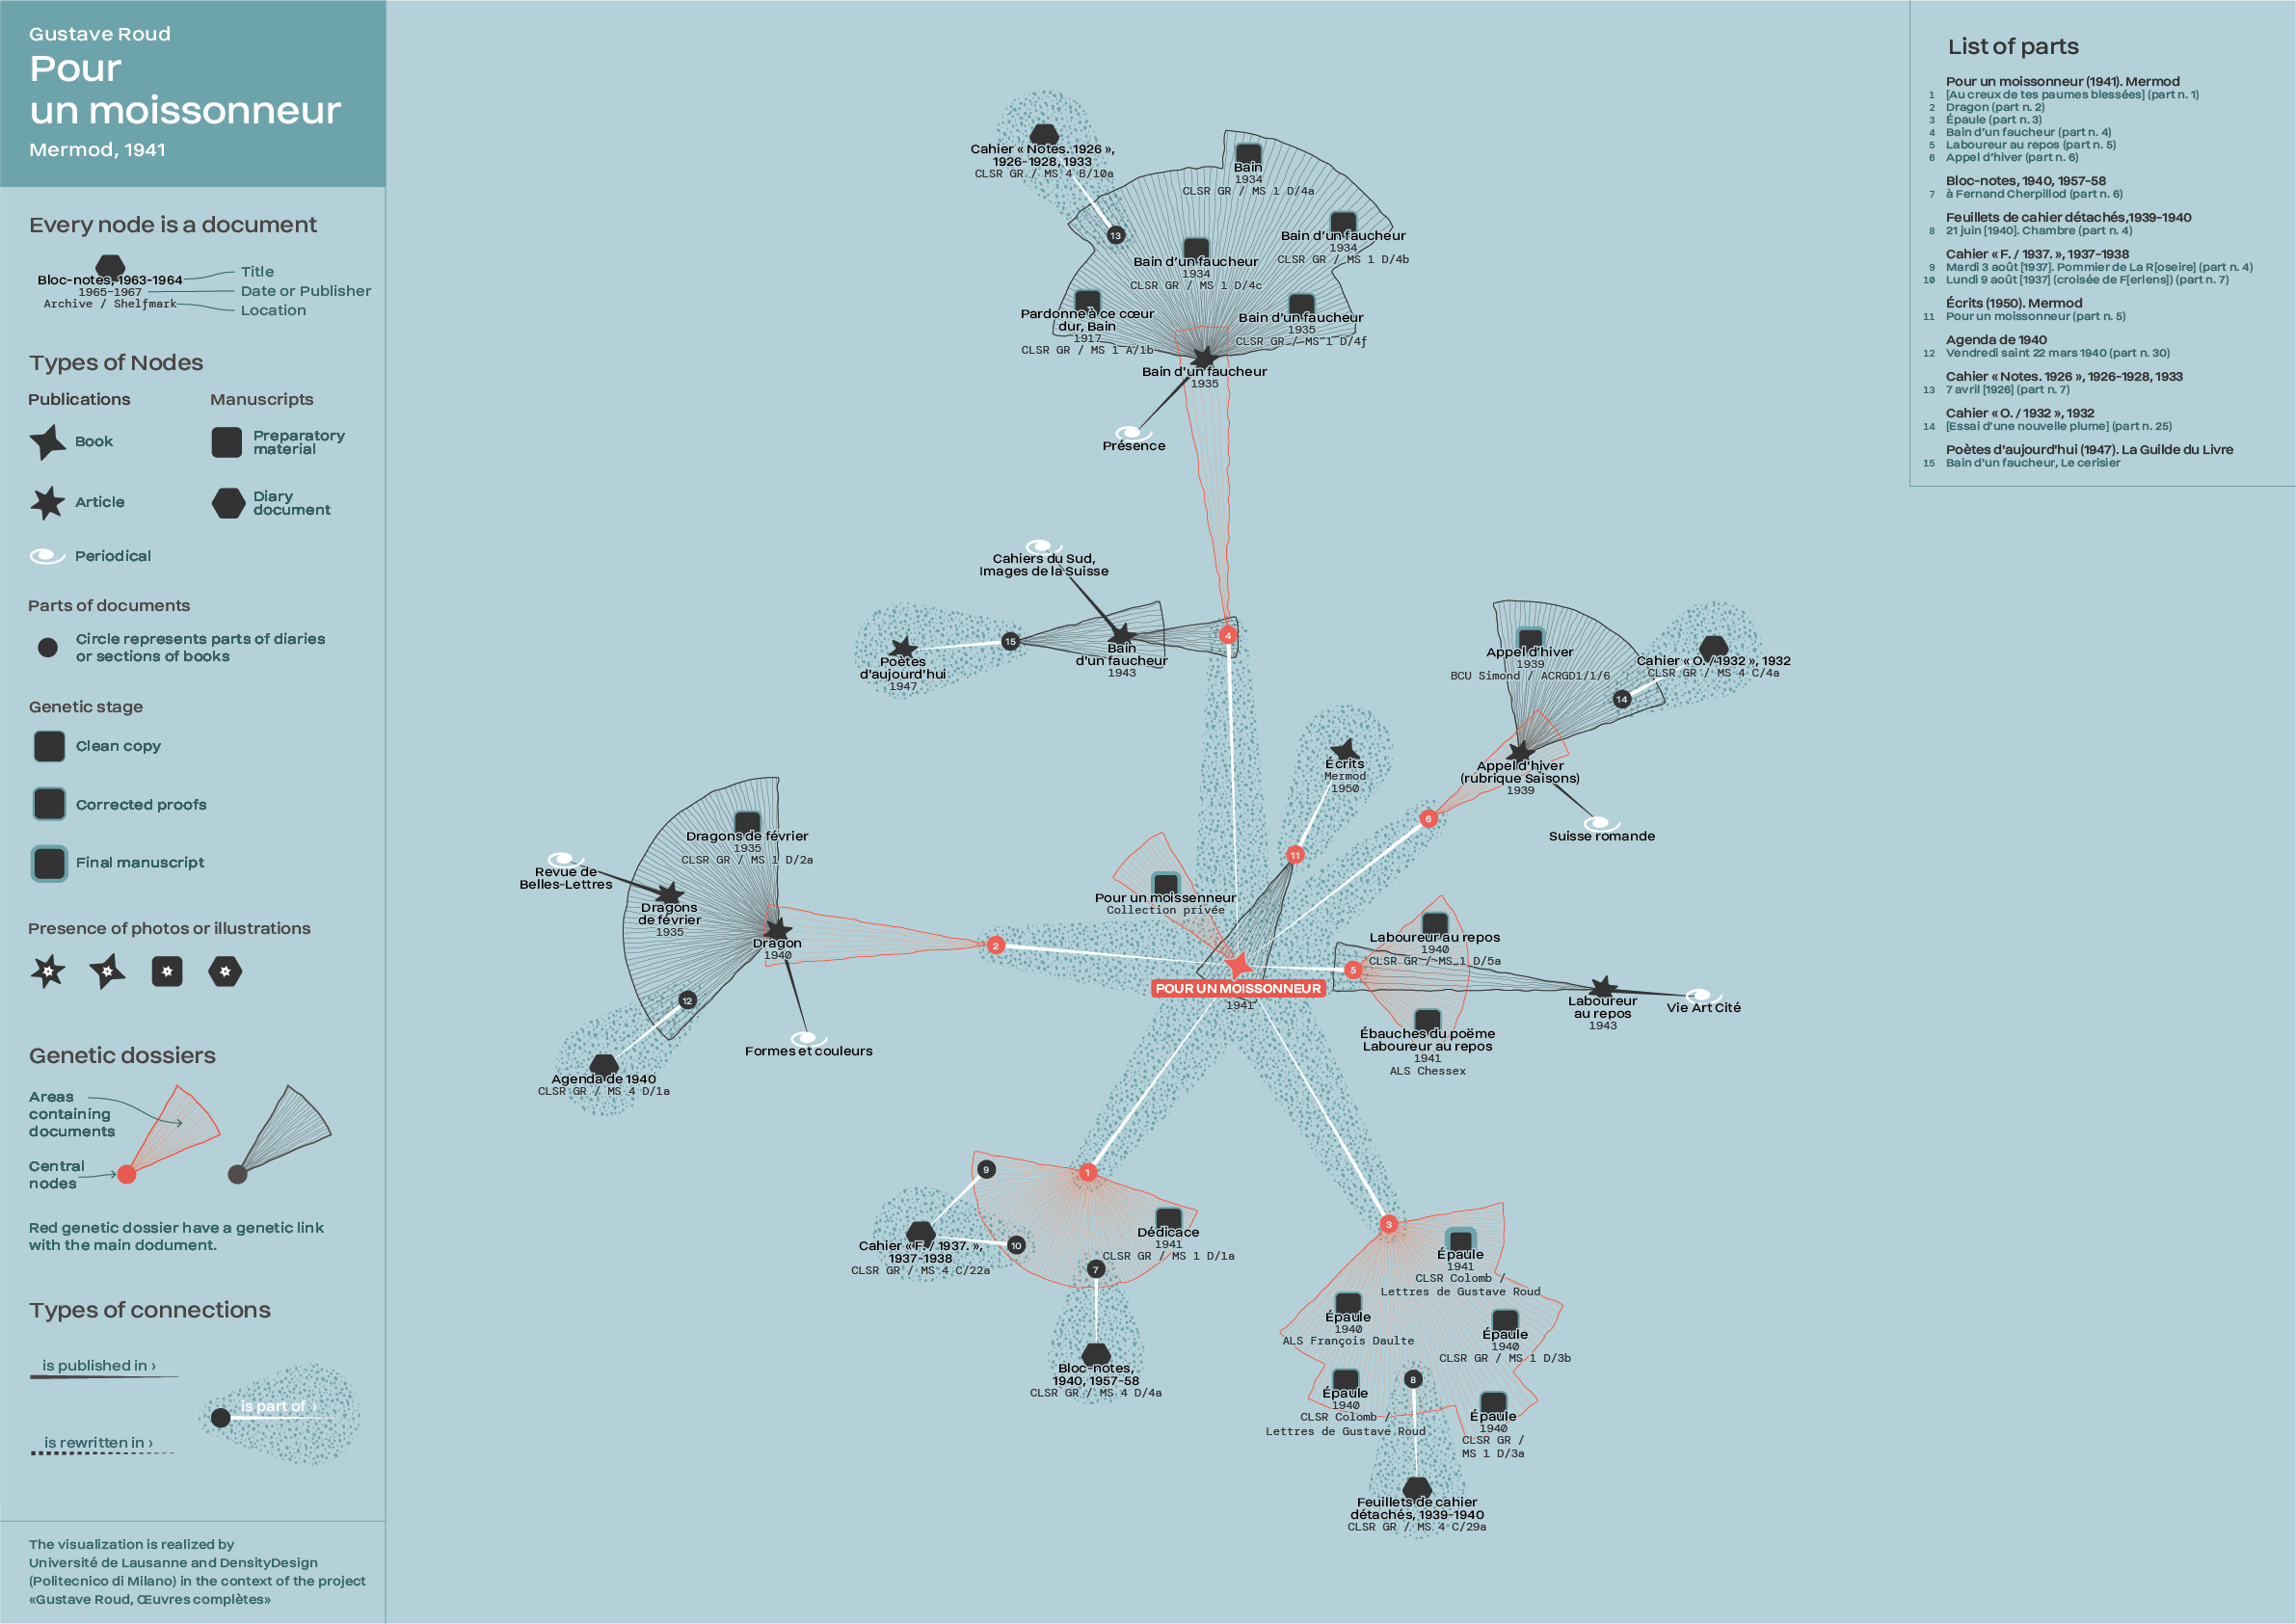 Gustave Roud
Pour
un moissonneur
Mermod, 1941
Every node is a document
Bloc-notes, 1963-1964
1965-1967
Archive / Shelfmark
Title
Date or Publisher
Location
Types of Nodes
Publications
Manuscripts
Book
Preparatory
material
Article
Diary
document
Periodical
Parts of documents
Circle represents parts of diaries
or sections of books
Genetic stage
Clean copy
Corrected proofs
Final manuscript
Presence of photos or illustrations
Genetic dossiers
Areas
containing
documents
Central
nodes
Red genetic dossier have a genetic link
with the main dodument.
Types of connections
is published in ›
is part of ›
is rewritten in ›
The visualization is realized by
Université de Lausanne and DensityDesign
(Politecnico di Milano) in the context of the project
«Gustave Roud, Œuvres complètes»
Cahier « Notes. 1926 »,
1926-1928, 1933
CLSR GR / MS 4 B/10a
13
Bain
1934
CLSR GR / MS 1 D/4a
Bain d'un faucheur
1934
CLSR GR / MS 1 D/4b
Bain d'un faucheur
1934
CLSR GR / MS 1 D/4c
Pardonne à ce cœur
dur, Bain
1917
CLSR GR / MS 1 A/1b
Bain d'un faucheur
1935
CLSR GR / MS 1 D/4f
Bain d'un faucheur
1935
Présence
Cahiers du Sud,
Images de la Suisse
15
4
Poètes
d'aujourd'hui
1947
Bain
d'un faucheur
1943
Appel d'hiver
1939
BCU Simond / ACRGD1/1/6
Cahier « O. / 1932 », 1932
CLSR GR / MS 4 C/4a
14
Appel d'hiver
(rubrique Saisons)
1939
Suisse romande
6
Écrits
Mermod
1950
11
Dragons de février
1935
CLSR GR / MS 1 D/2a
Revue de
Belles-Lettres
Dragons
de février
1935
Dragon
1940
2
12
Formes et couleurs
Agenda de 1940
CLSR GR / MS 4 D/1a
Pour un moissenneur
Collection privée
POUR UN MOISSONNEUR
1941
Laboureur au repos
1940
CLSR GR / MS 1 D/5a
5
Laboureur
au repos
1943
Vie Art Cité
Ébauches du poëme
Laboureur au repos
1941
ALS Chessex
9
1
10
Cahier « F. / 1937. »,
1937-1938
CLSR GR / MS 4 C/22a
Dédicace
1941
CLSR GR / MS 1 D/1a
7
Bloc-notes,
1940, 1957-58
CLSR GR / MS 4 D/4a
3
Épaule
1941
CLSR Colomb /
Lettres de Gustave Roud
Épaule
1940
ALS François Daulte
Épaule
1940
CLSR GR / MS 1 D/3b
Épaule
1940
CLSR Colomb /
Lettres de Gustave Roud
8
Épaule
1940
CLSR GR /
MS 1 D/3a
Feuillets de cahier
détachés, 1939-1940
CLSR GR / MS 4 C/29a
List of parts
Pour un moissonneur (1941). Mermod
1 [Au creux de tes paumes blessées] (part n. 1)
2 Dragon (part n. 2)
3 Épaule (part n. 3)
4 Bain d'un faucheur (part n. 4)
5 Laboureur au repos (part n. 5)
6 Appel d'hiver (part n. 6)
Bloc-notes, 1940, 1957-58
7 à Fernand Cherpillod (part n. 6)
Feuillets de cahier détachés,1939-1940
8 21 juin [1940]. Chambre (part n. 4)
Cahier « F. / 1937. », 1937-1938
9 Mardi 3 août [1937]. Pommier de La R[oseire] (part n. 4)
10 Lundi 9 août [1937] (croisée de F[erlens]) (part n. 7)
Écrits (1950). Mermod
11 Pour un moissonneur (part n. 5)
Agenda de 1940
12 Vendredi saint 22 mars 1940 (part n. 30)
Cahier « Notes. 1926 », 1926-1928, 1933
13 7 avril [1926] (part n. 7)
Cahier « O. / 1932 », 1932
14 [Essai d'une nouvelle plume] (part n. 25)
Poètes d'aujourd'hui (1947). La Guilde du Livre
15 Bain d'un faucheur, Le cerisier